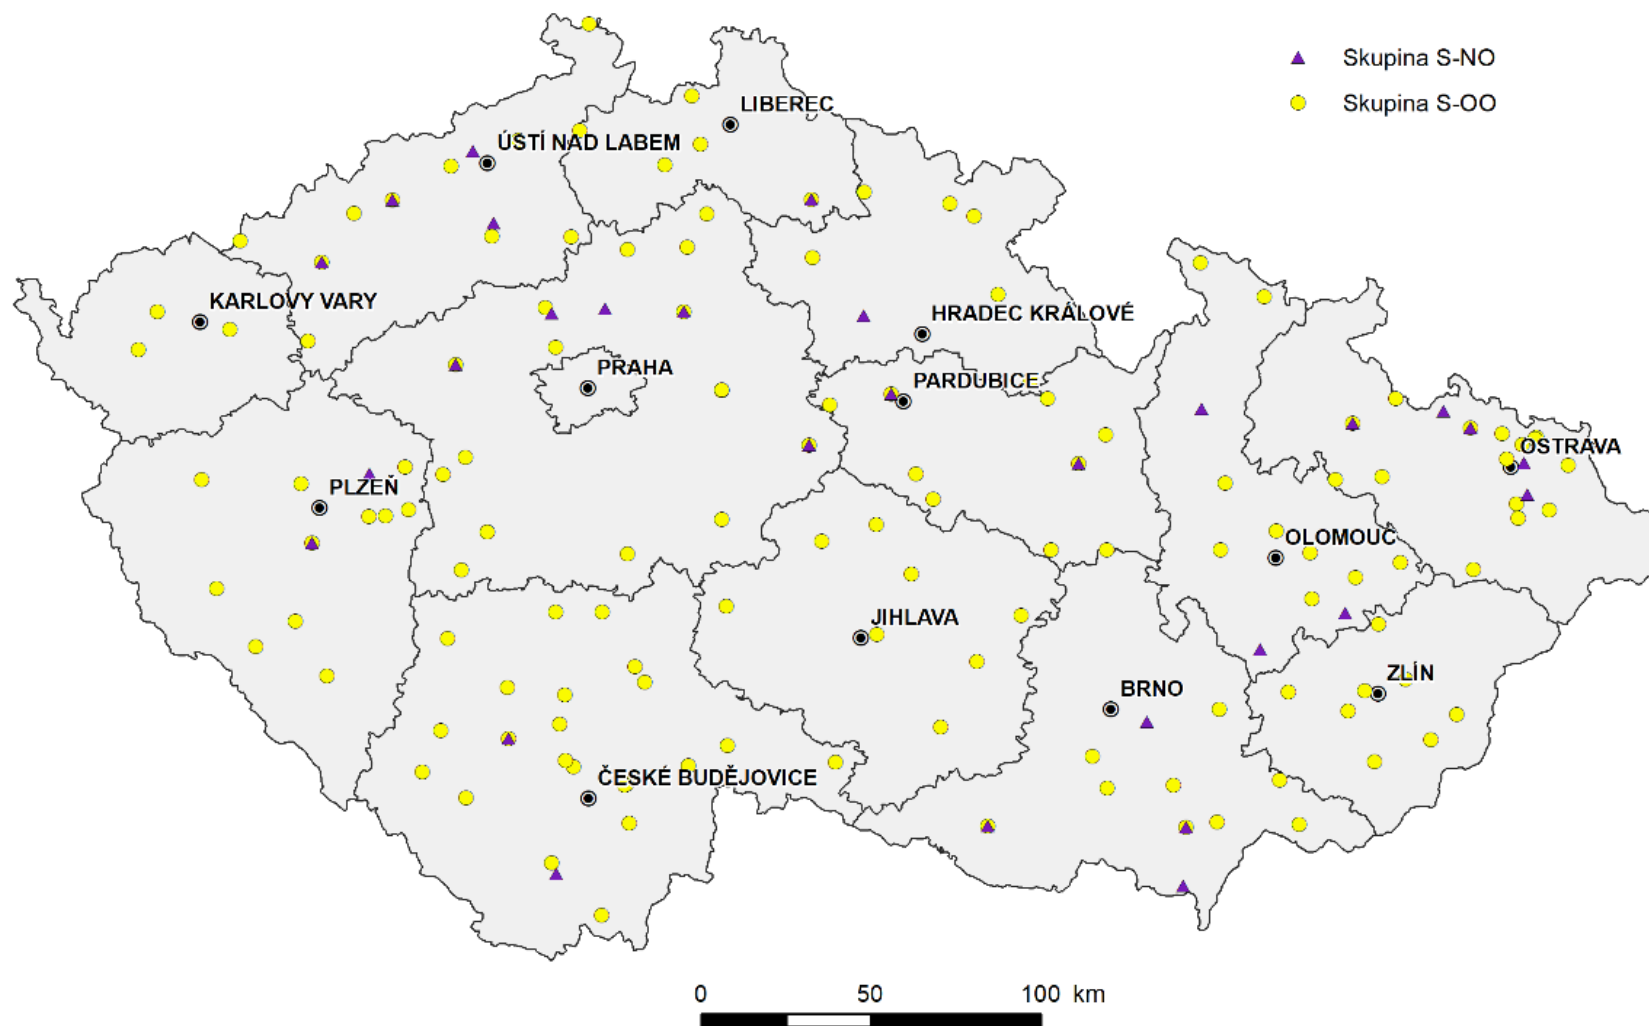 Skupina S-NO
Skupina S-OO
LIBEREC
ÚSTÍ NAD LABEM
KARLOVY VARY
HRADEC KRÁLOVÉ
PRAHA
PARDUBICE
OSTRAVA
PLZEŇ
OLOMOUC
JIHLAVA
ZLÍN
BRNO
ČESKÉ BUDĚJOVICE
0 50 100 km